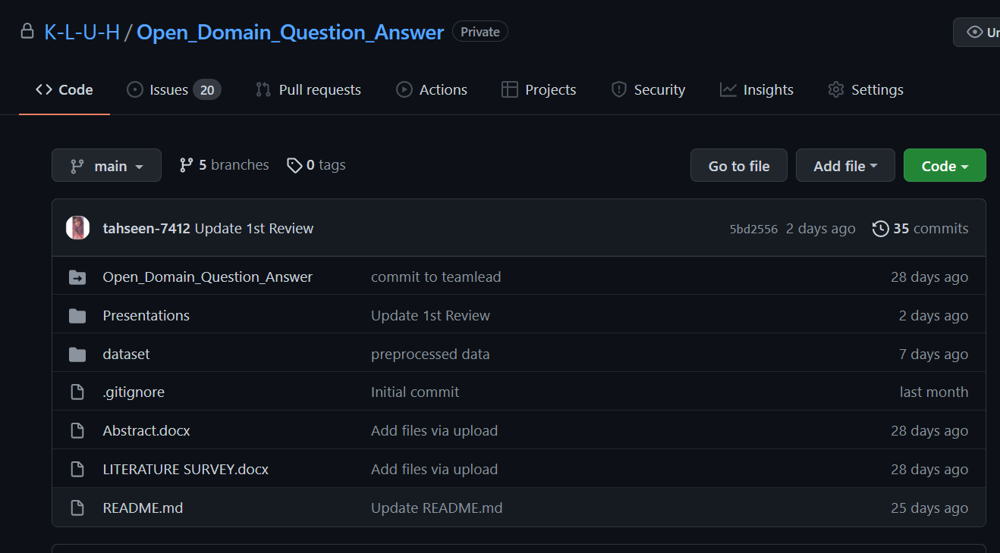 K-L-U-H / Open_Domain_Question_Answer Private
Code Issues 20 Pull requests Actions Projects Security Insights Settings
main 5 branches 0 tags Go to file Add file Code
tahseen-7412 Update 1st Review 5bd2556 2 days ago 35 commits
Open_Domain_Question_Answer commit to teamlead 28 days ago
Presentations Update 1st Review 2 days ago
dataset preprocessed data 7 days ago
.gitignore Initial commit last month
Abstract.docx Add files via upload 28 days ago
LITERATURE SURVEY.docx Add files via upload 28 days ago
README.md Update README.md 25 days ago